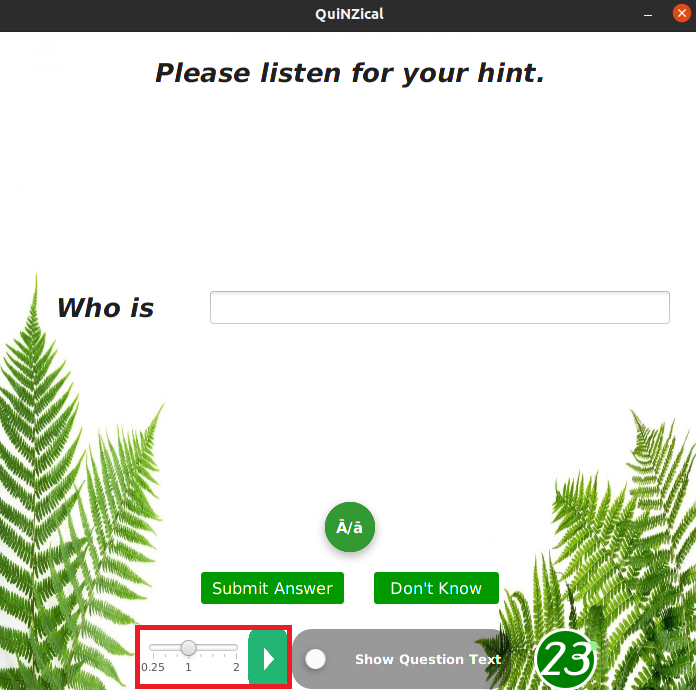 QuiNZical
Please listen for your hint.
Who is
Ā/ā
Submit Answer
Don't Know
0.25 1 2
Show Question Text
23